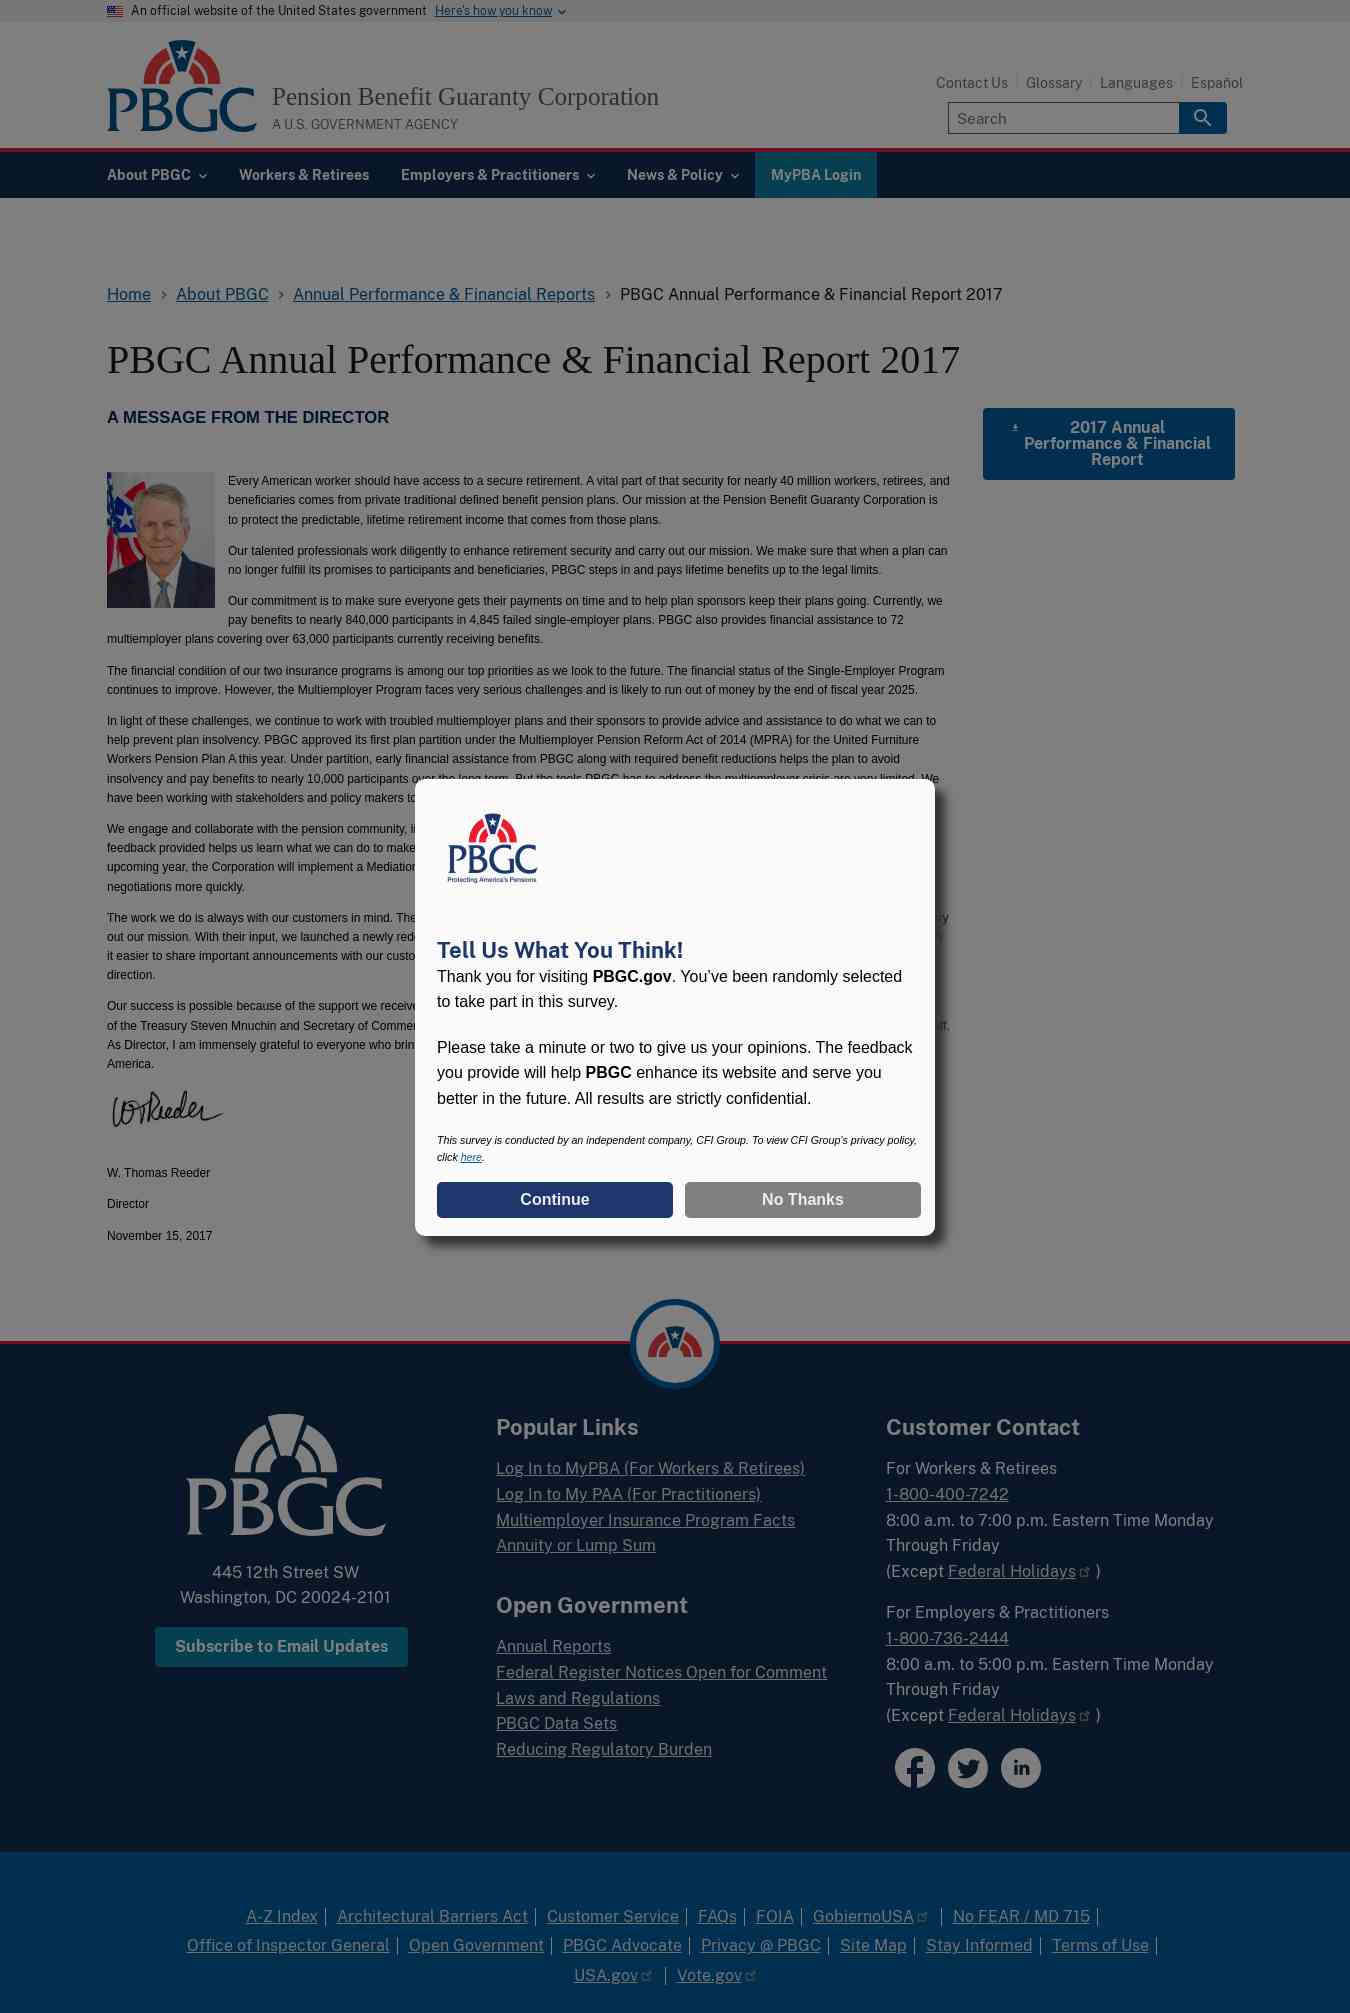 An official website of the United States government Here's how you know
PBGC
Pension Benefit Guaranty Corporation
A U.S. GOVERNMENT AGENCY
Contact Us Glossary Languages Español
Search
About PBGC Workers & Retirees Employers & Practitioners News & Policy MyPBA Login
Home › About PBGC › Annual Performance & Financial Reports › PBGC Annual Performance & Financial Report 2017
PBGC Annual Performance & Financial Report 2017
A MESSAGE FROM THE DIRECTOR
2017 Annual
Performance & Financial
Report
Every American worker should have access to a secure retirement. A vital part of that security for nearly 40 million workers, retirees, and
beneficiaries comes from private traditional defined benefit pension plans. Our mission at the Pension Benefit Guaranty Corporation is
to protect the predictable, lifetime retirement income that comes from those plans.
Our talented professionals work diligently to enhance retirement security and carry out our mission. We make sure that when a plan can
no longer fulfill its promises to participants and beneficiaries, PBGC steps in and pays lifetime benefits up to the legal limits.
Our commitment is to make sure everyone gets their payments on time and to help plan sponsors keep their plans going. Currently, we
pay benefits to nearly 840,000 participants in 4,845 failed single-employer plans. PBGC also provides financial assistance to 72
multiemployer plans covering over 63,000 participants currently receiving benefits.
The financial condition of our two insurance programs is among our top priorities as we look to the future. The financial status of the Single-Employer Program
continues to improve. However, the Multiemployer Program faces very serious challenges and is likely to run out of money by the end of fiscal year 2025.
In light of these challenges, we continue to work with troubled multiemployer plans and their sponsors to provide advice and assistance to do what we can to
help prevent plan insolvency. PBGC approved its first plan partition under the Multiemployer Pension Reform Act of 2014 (MPRA) for the United Furniture
Workers Pension Plan A this year. Under partition, early financial assistance from PBGC along with required benefit reductions helps the plan to avoid
insolvency and pay benefits to nearly 10,000 participants over the long term. But the tools PBGC has to address the multiemployer crisis are very limited. We
have been working with stakeholders and policy makers to
We engage and collaborate with the pension community,
feedback provided helps us learn what we can do to make
upcoming year, the Corporation will implement a Mediation
negotiations more quickly.
The work we do is always with our customers in mind. The
out our mission. With their input, we launched a newly
it easier to share important announcements with our
direction.
Our success is possible because of the support we receive
of the Treasury Steven Mnuchin and Secretary of
As Director, I am immensely grateful to everyone who
America.
PBGC
Protecting America's Pensions
Tell Us What You Think!
Thank you for visiting PBGC.gov. You’ve been randomly selected
to take part in this survey.
Please take a minute or two to give us your opinions. The feedback
you provide will help PBGC enhance its website and serve you
better in the future. All results are strictly confidential.
This survey is conducted by an independent company, CFI Group. To view CFI Group's privacy policy,
click here.
Continue No Thanks
W. Thomas Reeder
Director
November 15, 2017
PBGC
445 12th Street SW
Washington, DC 20024-2101
Subscribe to Email Updates
Popular Links
Log In to MyPBA (For Workers & Retirees)
Log In to My PAA (For Practitioners)
Multiemployer Insurance Program Facts
Annuity or Lump Sum
Open Government
Annual Reports
Federal Register Notices Open for Comment
Laws and Regulations
PBGC Data Sets
Reducing Regulatory Burden
Customer Contact
For Workers & Retirees
1-800-400-7242
8:00 a.m. to 7:00 p.m. Eastern Time Monday
Through Friday
(Except Federal Holidays )
For Employers & Practitioners
1-800-736-2444
8:00 a.m. to 5:00 p.m. Eastern Time Monday
Through Friday
(Except Federal Holidays )
A-Z Index | Architectural Barriers Act | Customer Service | FAQs | FOIA | GobiernoUSA | No FEAR / MD 715 |
Office of Inspector General | Open Government | PBGC Advocate | Privacy @ PBGC | Site Map | Stay Informed | Terms of Use |
USA.gov | Vote.gov